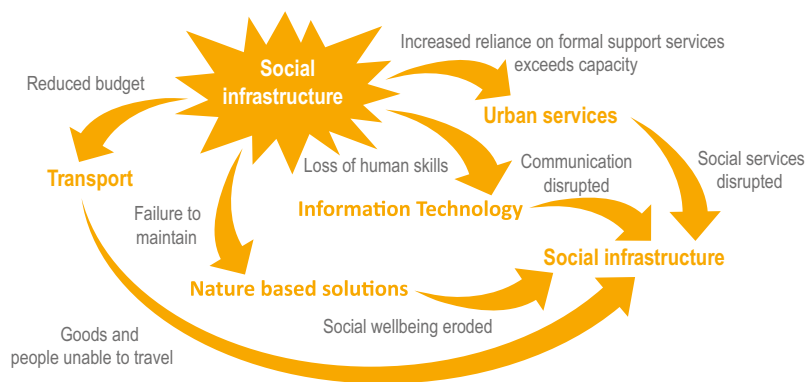 Increased reliance on formal support services
exceeds capacity
Social
infrastructure
Reduced budget
Urban services
Loss of human skills
Communication
disrupted
Social services
disrupted
Transport
Information Technology
Failure to
maintain
Social infrastructure
Nature based solutions
Social wellbeing eroded
Goods and
people unable to travel